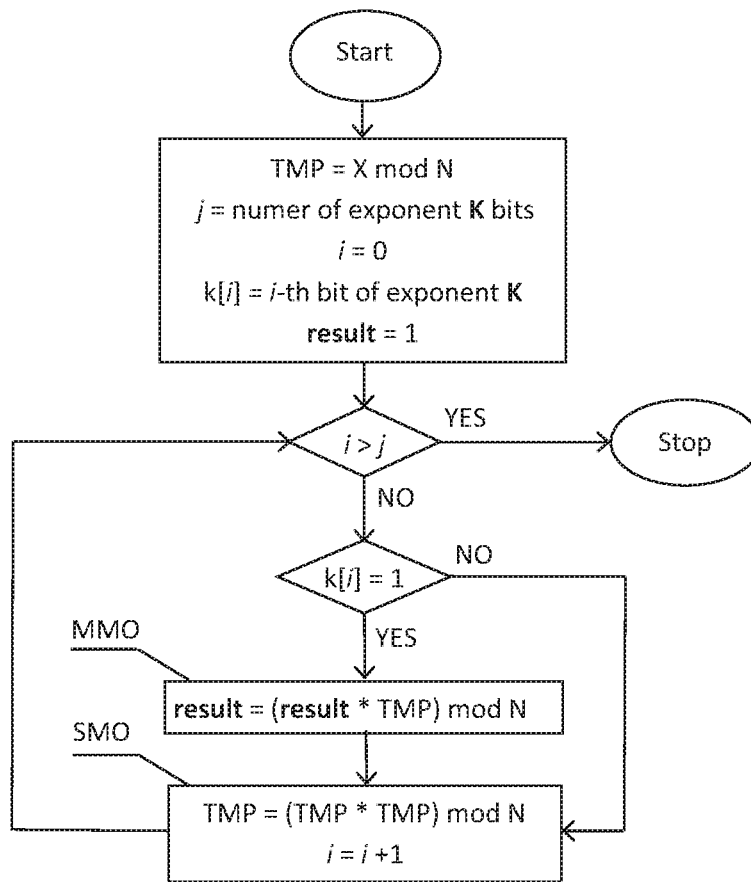 Start
TMP = X mod N
j = numer of exponent K bits
i = 0
k[i] = i-th bit of exponent K
result = 1
i > j
YES
Stop
NO
k[i] = 1
NO
YES
MMO
result = (result * TMP) mod N
SMO
TMP = (TMP * TMP) mod N
i = i +1